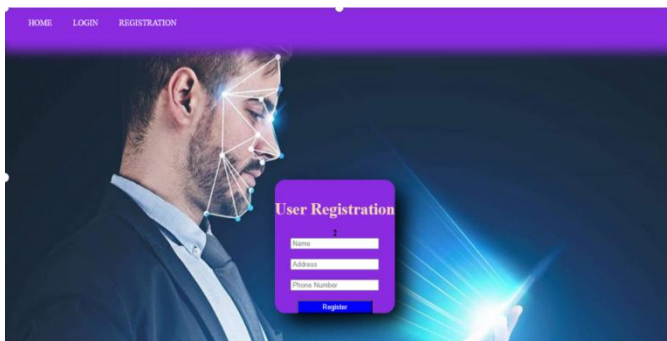 HOME LOGIN REGISTRATION
User Registration
2
Name
Address
Phone Number
Register